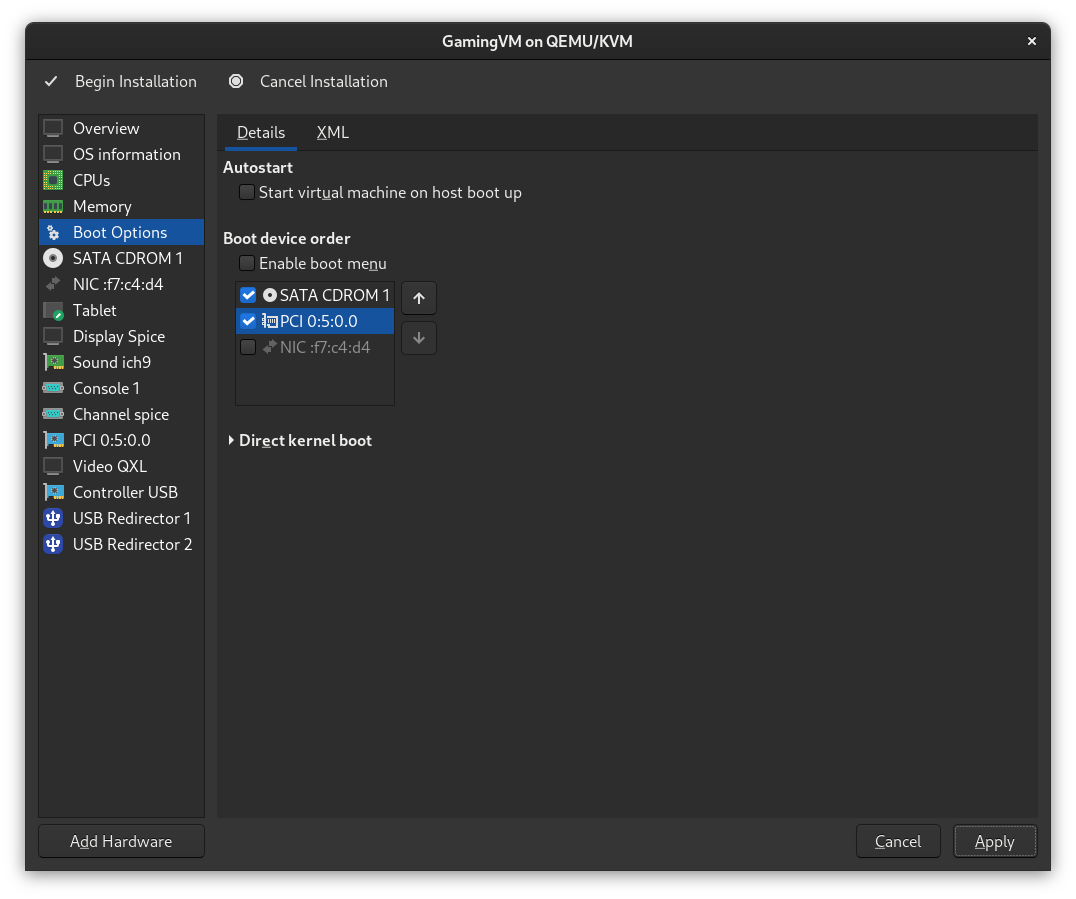 GamingVM on QEMU/KVM
Begin Installation
Cancel Installation
Overview
OS information
CPUs
Memory
Boot Options
SATA CDROM 1
NIC :f7:c4:d4
Tablet
Display Spice
Sound ich9
Console 1
Channel spice
PCI 0:5:0.0
Video QXL
Controller USB
USB Redirector 1
USB Redirector 2
Add Hardware
Details
XML
Autostart
Start virtual machine on host boot up
Boot device order
Enable boot menu
SATA CDROM 1
PCI 0:5:0.0
NIC :f7:c4:d4
Direct kernel boot
Cancel
Apply